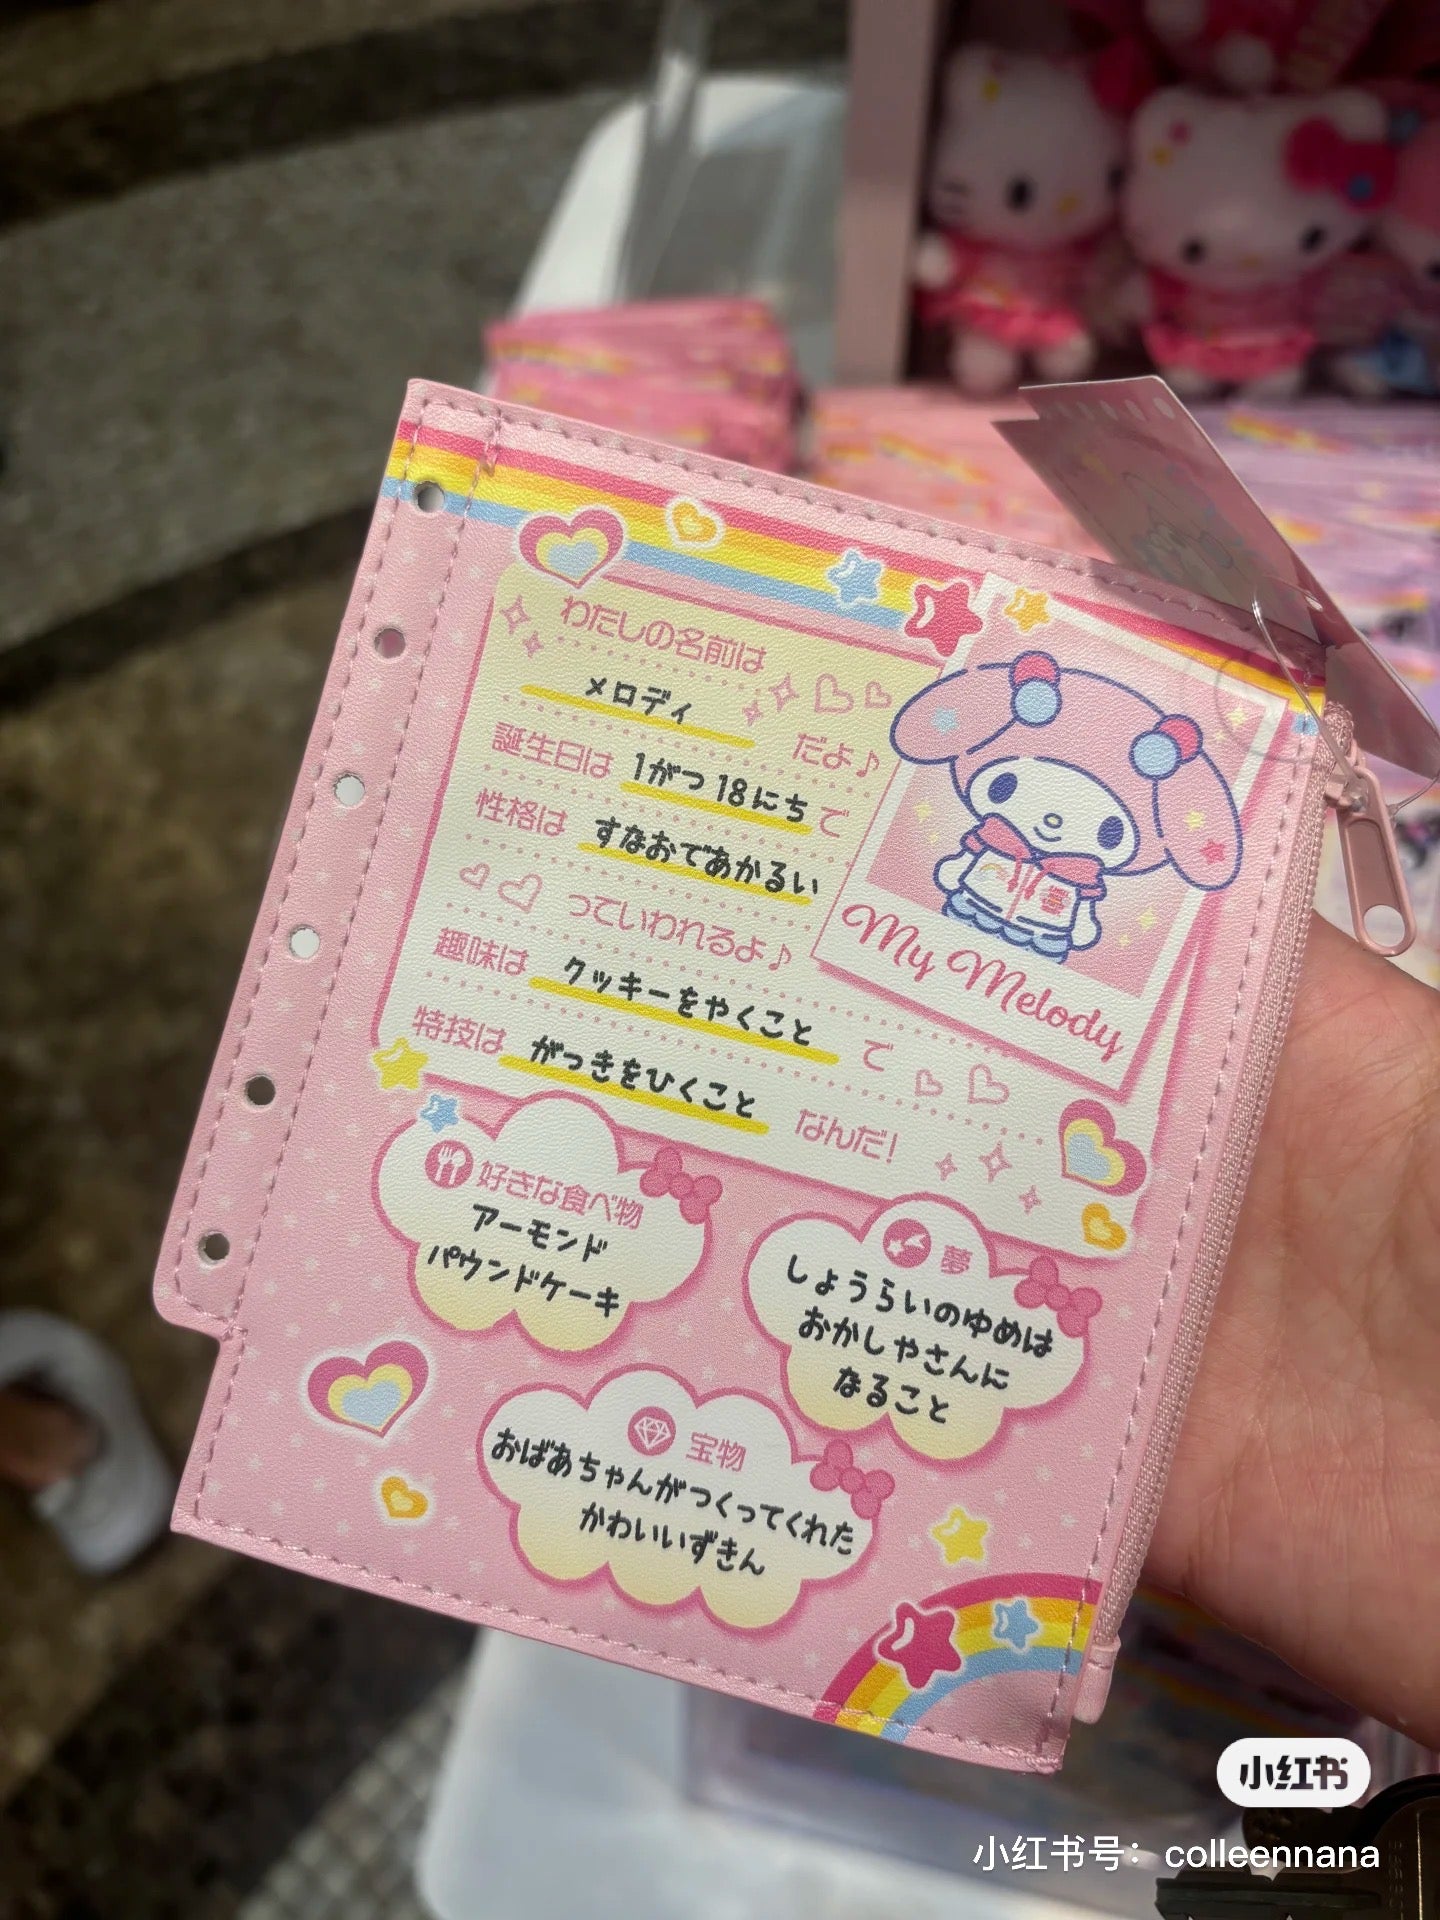 わたしの名前は
メロディ
だよ♪
誕生日は 1がつ18にち で
性格は すなおであかるい
っていわれるよ♪
趣味は クッキーをやくこと で
特技は がっきをひくこと なんだ!
My Melody
夢
好きな食べ物
アーモンド
パウンドケーキ
夢
しょうらいのゆめは
おかしやさんに
なること
宝物
おばあちゃんがつくってくれた
かわいいずきん
小红书
小红书号：colleennana